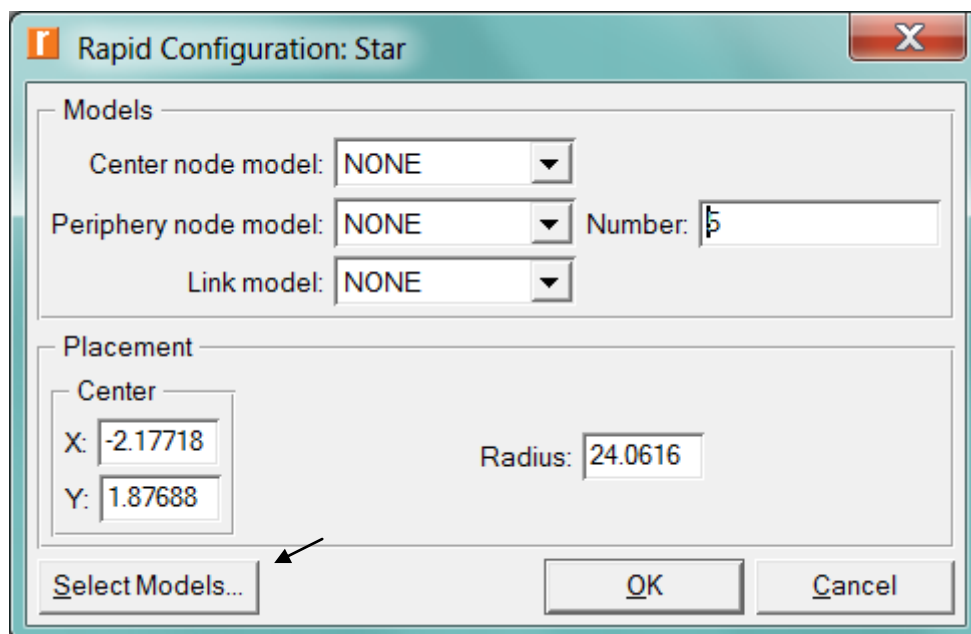 r Rapid Configuration: Star X
Models
Center node model: NONE
Periphery node model: NONE Number: 5
Link model: NONE
Placement
Center
X: -2.17718
Radius: 24.0616
Y: 1.87688
Select Models... OK Cancel